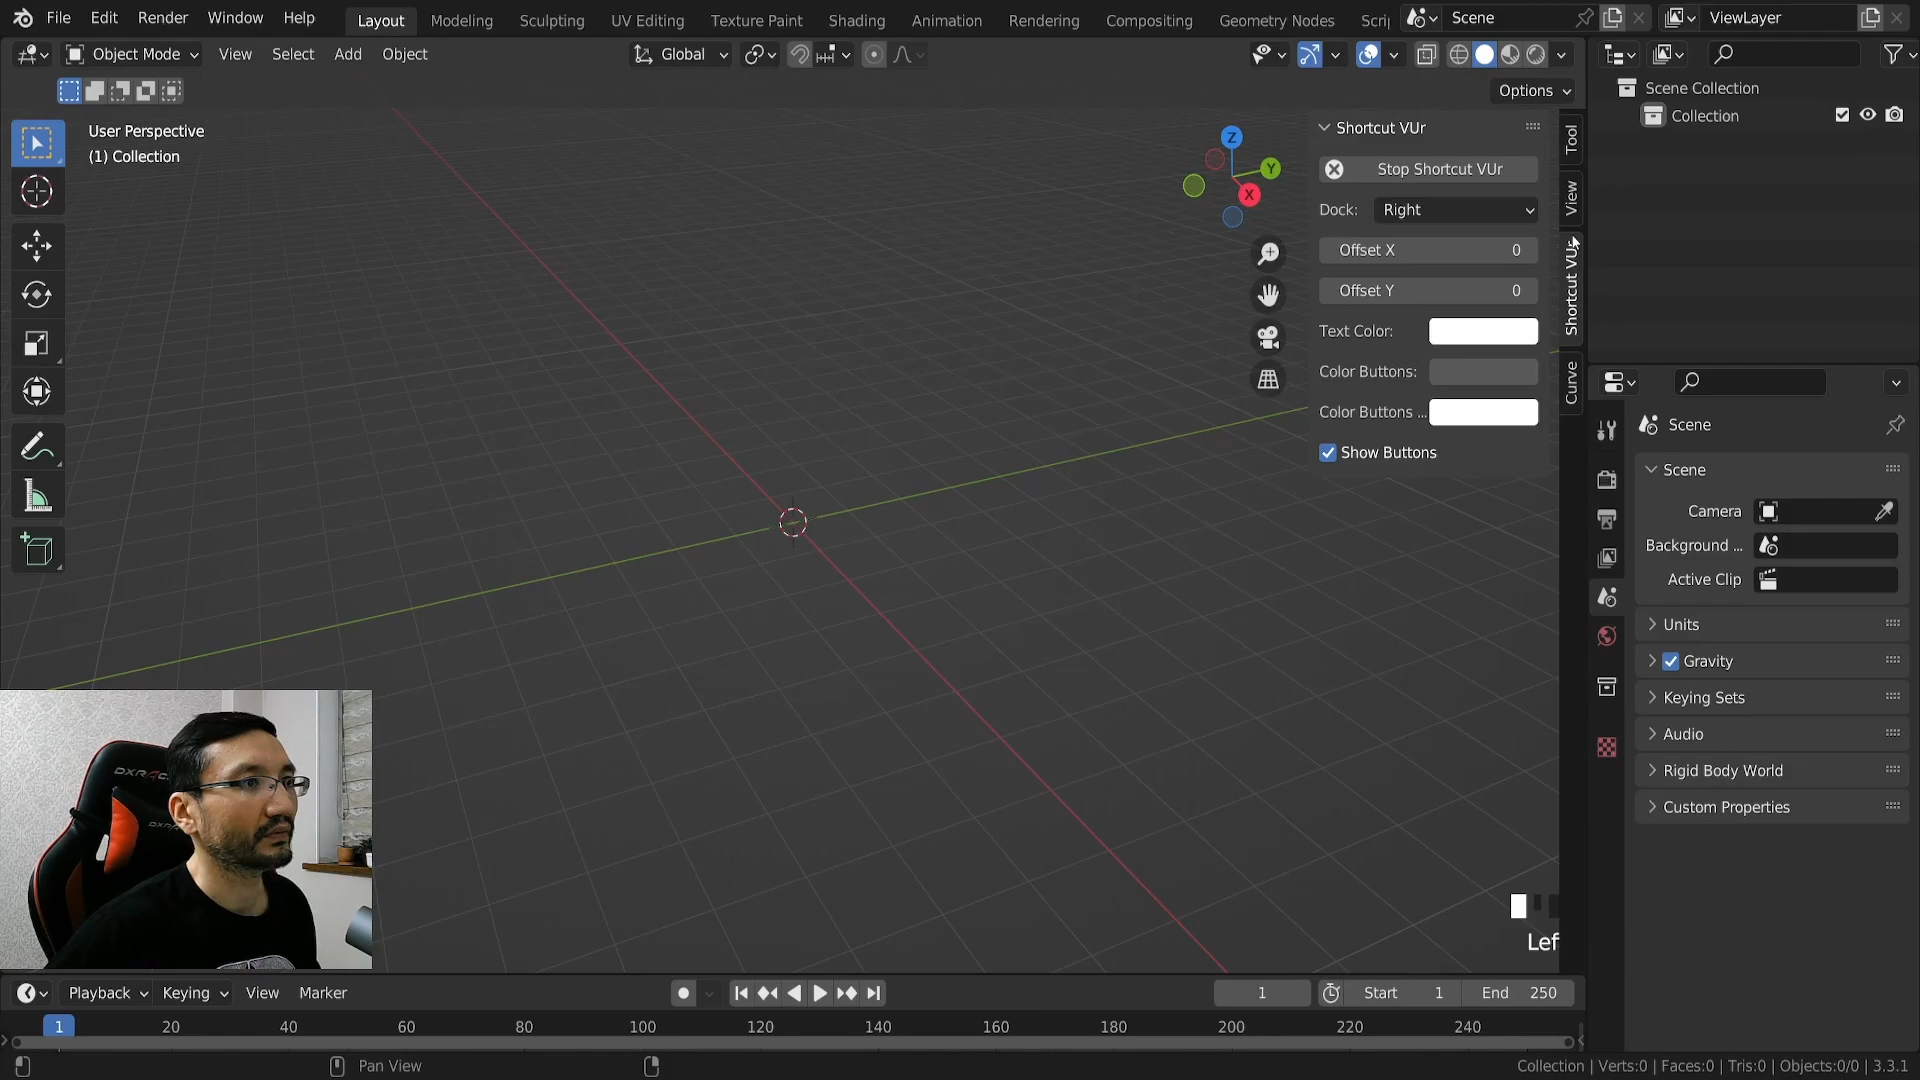 File Edit Render Window Help
Layout Modeling Sculpting UV Editing Texture Paint Shading Animation Rendering Compositing Geometry Nodes Scrip
Scene
ViewLayer
Object Mode View Select Add Object
Global
Options
User Perspective
(1) Collection
Z
Y
X
Shortcut VUr
Stop Shortcut VUr
Dock: Right
Offset X 0
Offset Y 0
Text Color:
Color Buttons:
Color Buttons ...
Show Buttons
Tool
View
Shortcut VUr
Curve
Scene Collection
Collection
Scene
Scene
Camera
Background ...
Active Clip
Units
Gravity
Keying Sets
Audio
Rigid Body World
Custom Properties
Lef
Playback Keying View Marker
1
Start 1
End 250
1 20 40 60 80 100 120 140 160 180 200 220 240
Pan View
Collection | Verts:0 | Faces:0 | Tris:0 | Objects:0/0 | 3.3.1